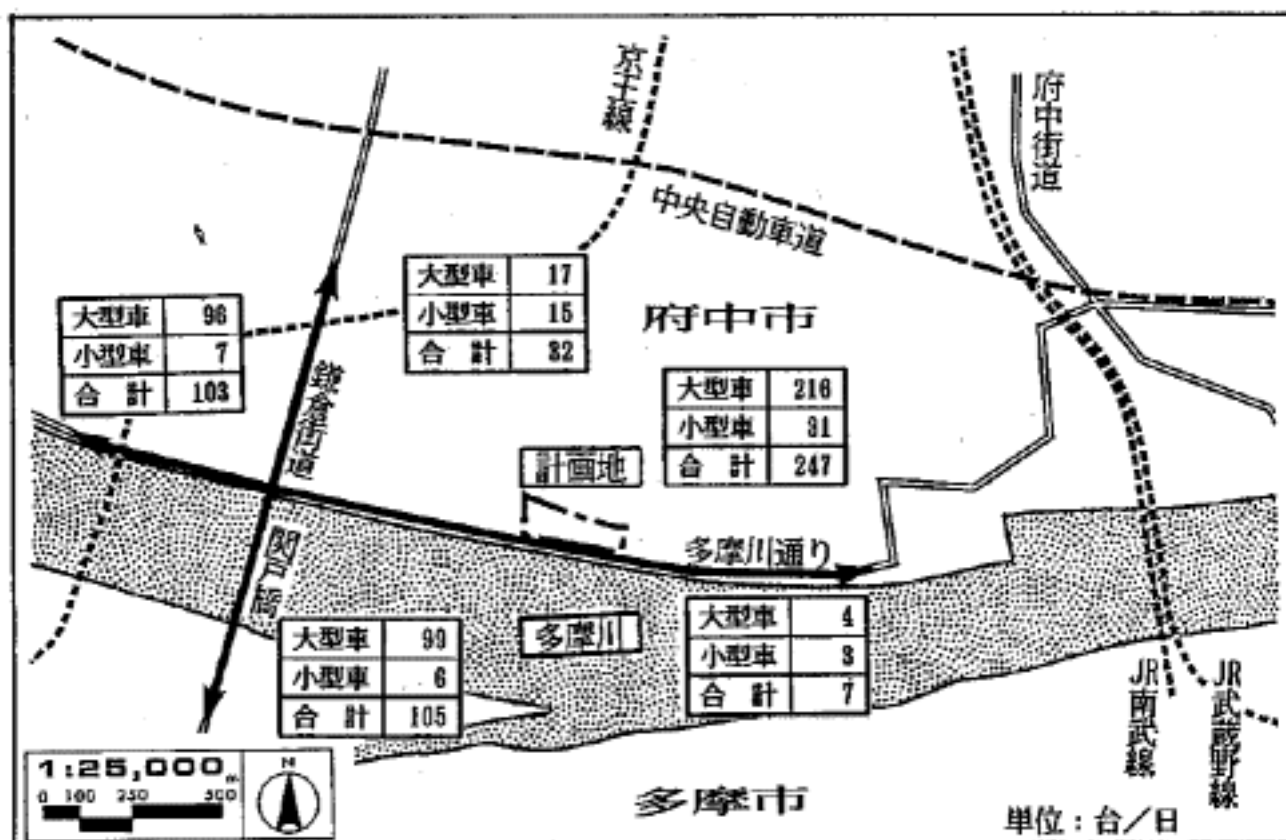 京王線
府中街道
中央自動車道
大型車 17
小型車 15
合計 32
大型車 96
小型車 7
合計 103
府中市
鎌倉街道
大型車 216
小型車 31
合計 247
計画地
関戸橋
多摩川通り
大型車 99
小型車 6
合計 105
多摩川
大型車 4
小型車 3
合計 7
JR南武線
JR武蔵野線
1:25,000
m
0 100 250 500
N
多摩市
単位:台/日